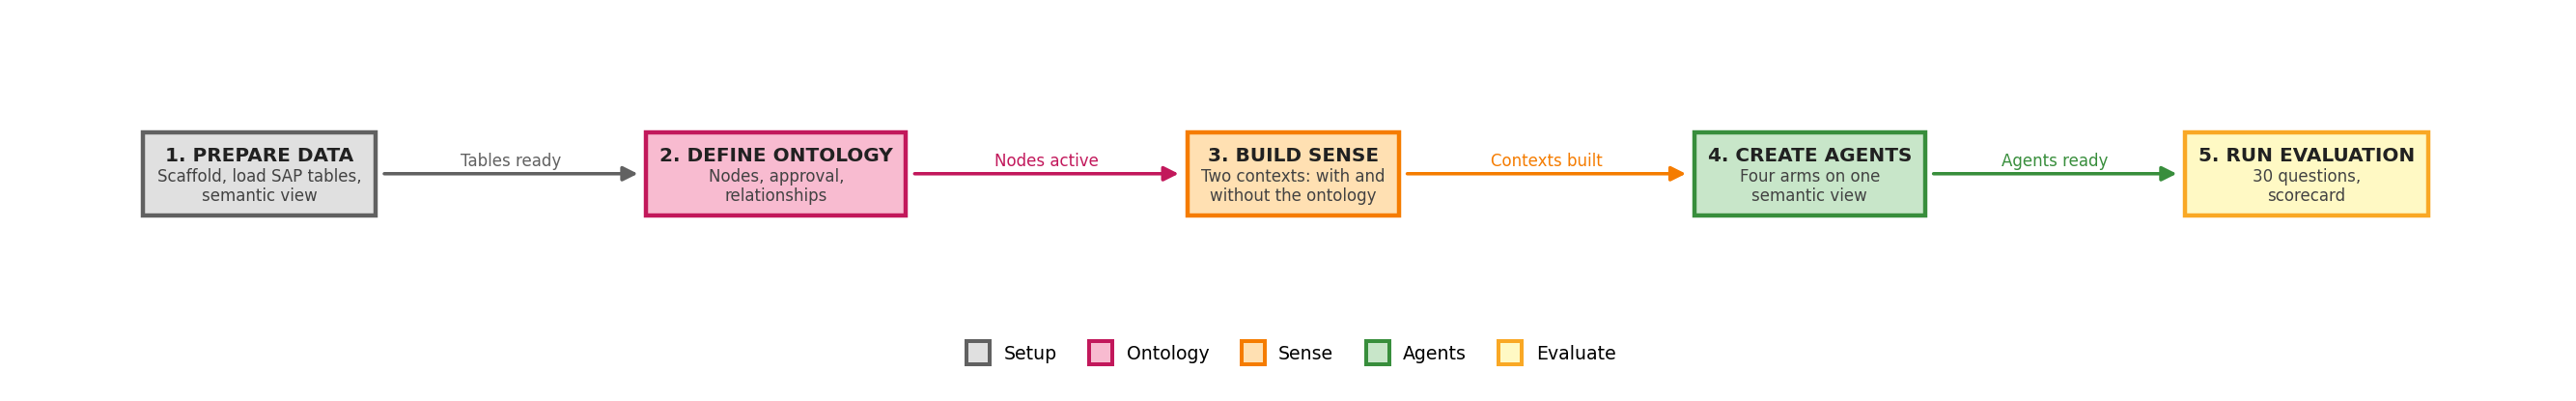 1. PREPARE DATA
Scaffold, load SAP tables,
semantic view
Tables ready
2. DEFINE ONTOLOGY
Nodes, approval,
relationships
Nodes active
3. BUILD SENSE
Two contexts: with and
without the ontology
Contexts built
4. CREATE AGENTS
Four arms on one
semantic view
Agents ready
5. RUN EVALUATION
30 questions,
scorecard
Setup
Ontology
Sense
Agents
Evaluate